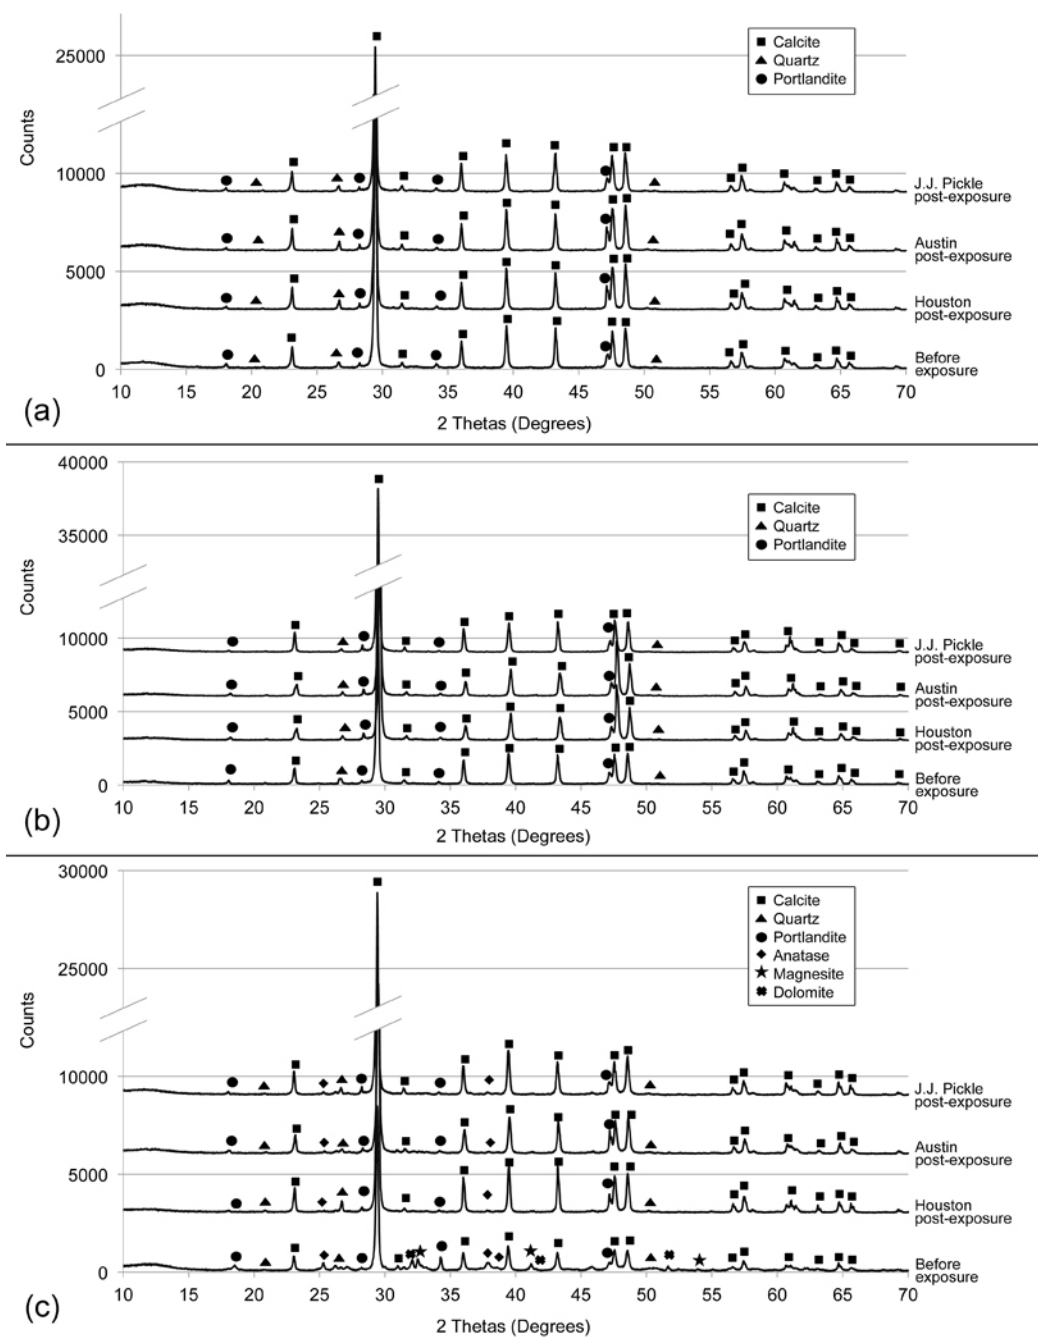 25000
Calcite
Quartz
Portlandite
Counts
10000
J.J. Pickle
post-exposure
Austin
post-exposure
5000
Houston
post-exposure
Before
exposure
0
10 15 20 25 30 35 40 45 50 55 60 65 70
(a)
2 Thetas (Degrees)
40000
Calcite
Quartz
Portlandite
35000
Counts
10000
J.J. Pickle
post-exposure
Austin
post-exposure
5000
Houston
post-exposure
Before
exposure
0
10 15 20 25 30 35 40 45 50 55 60 65 70
(b)
2 Thetas (Degrees)
30000
Calcite
Quartz
Portlandite
Anatase
Magnesite
Dolomite
25000
Counts
10000
J.J. Pickle
post-exposure
Austin
post-exposure
5000
Houston
post-exposure
Before
exposure
0
10 15 20 25 30 35 40 45 50 55 60 65 70
(c)
2 Thetas (Degrees)